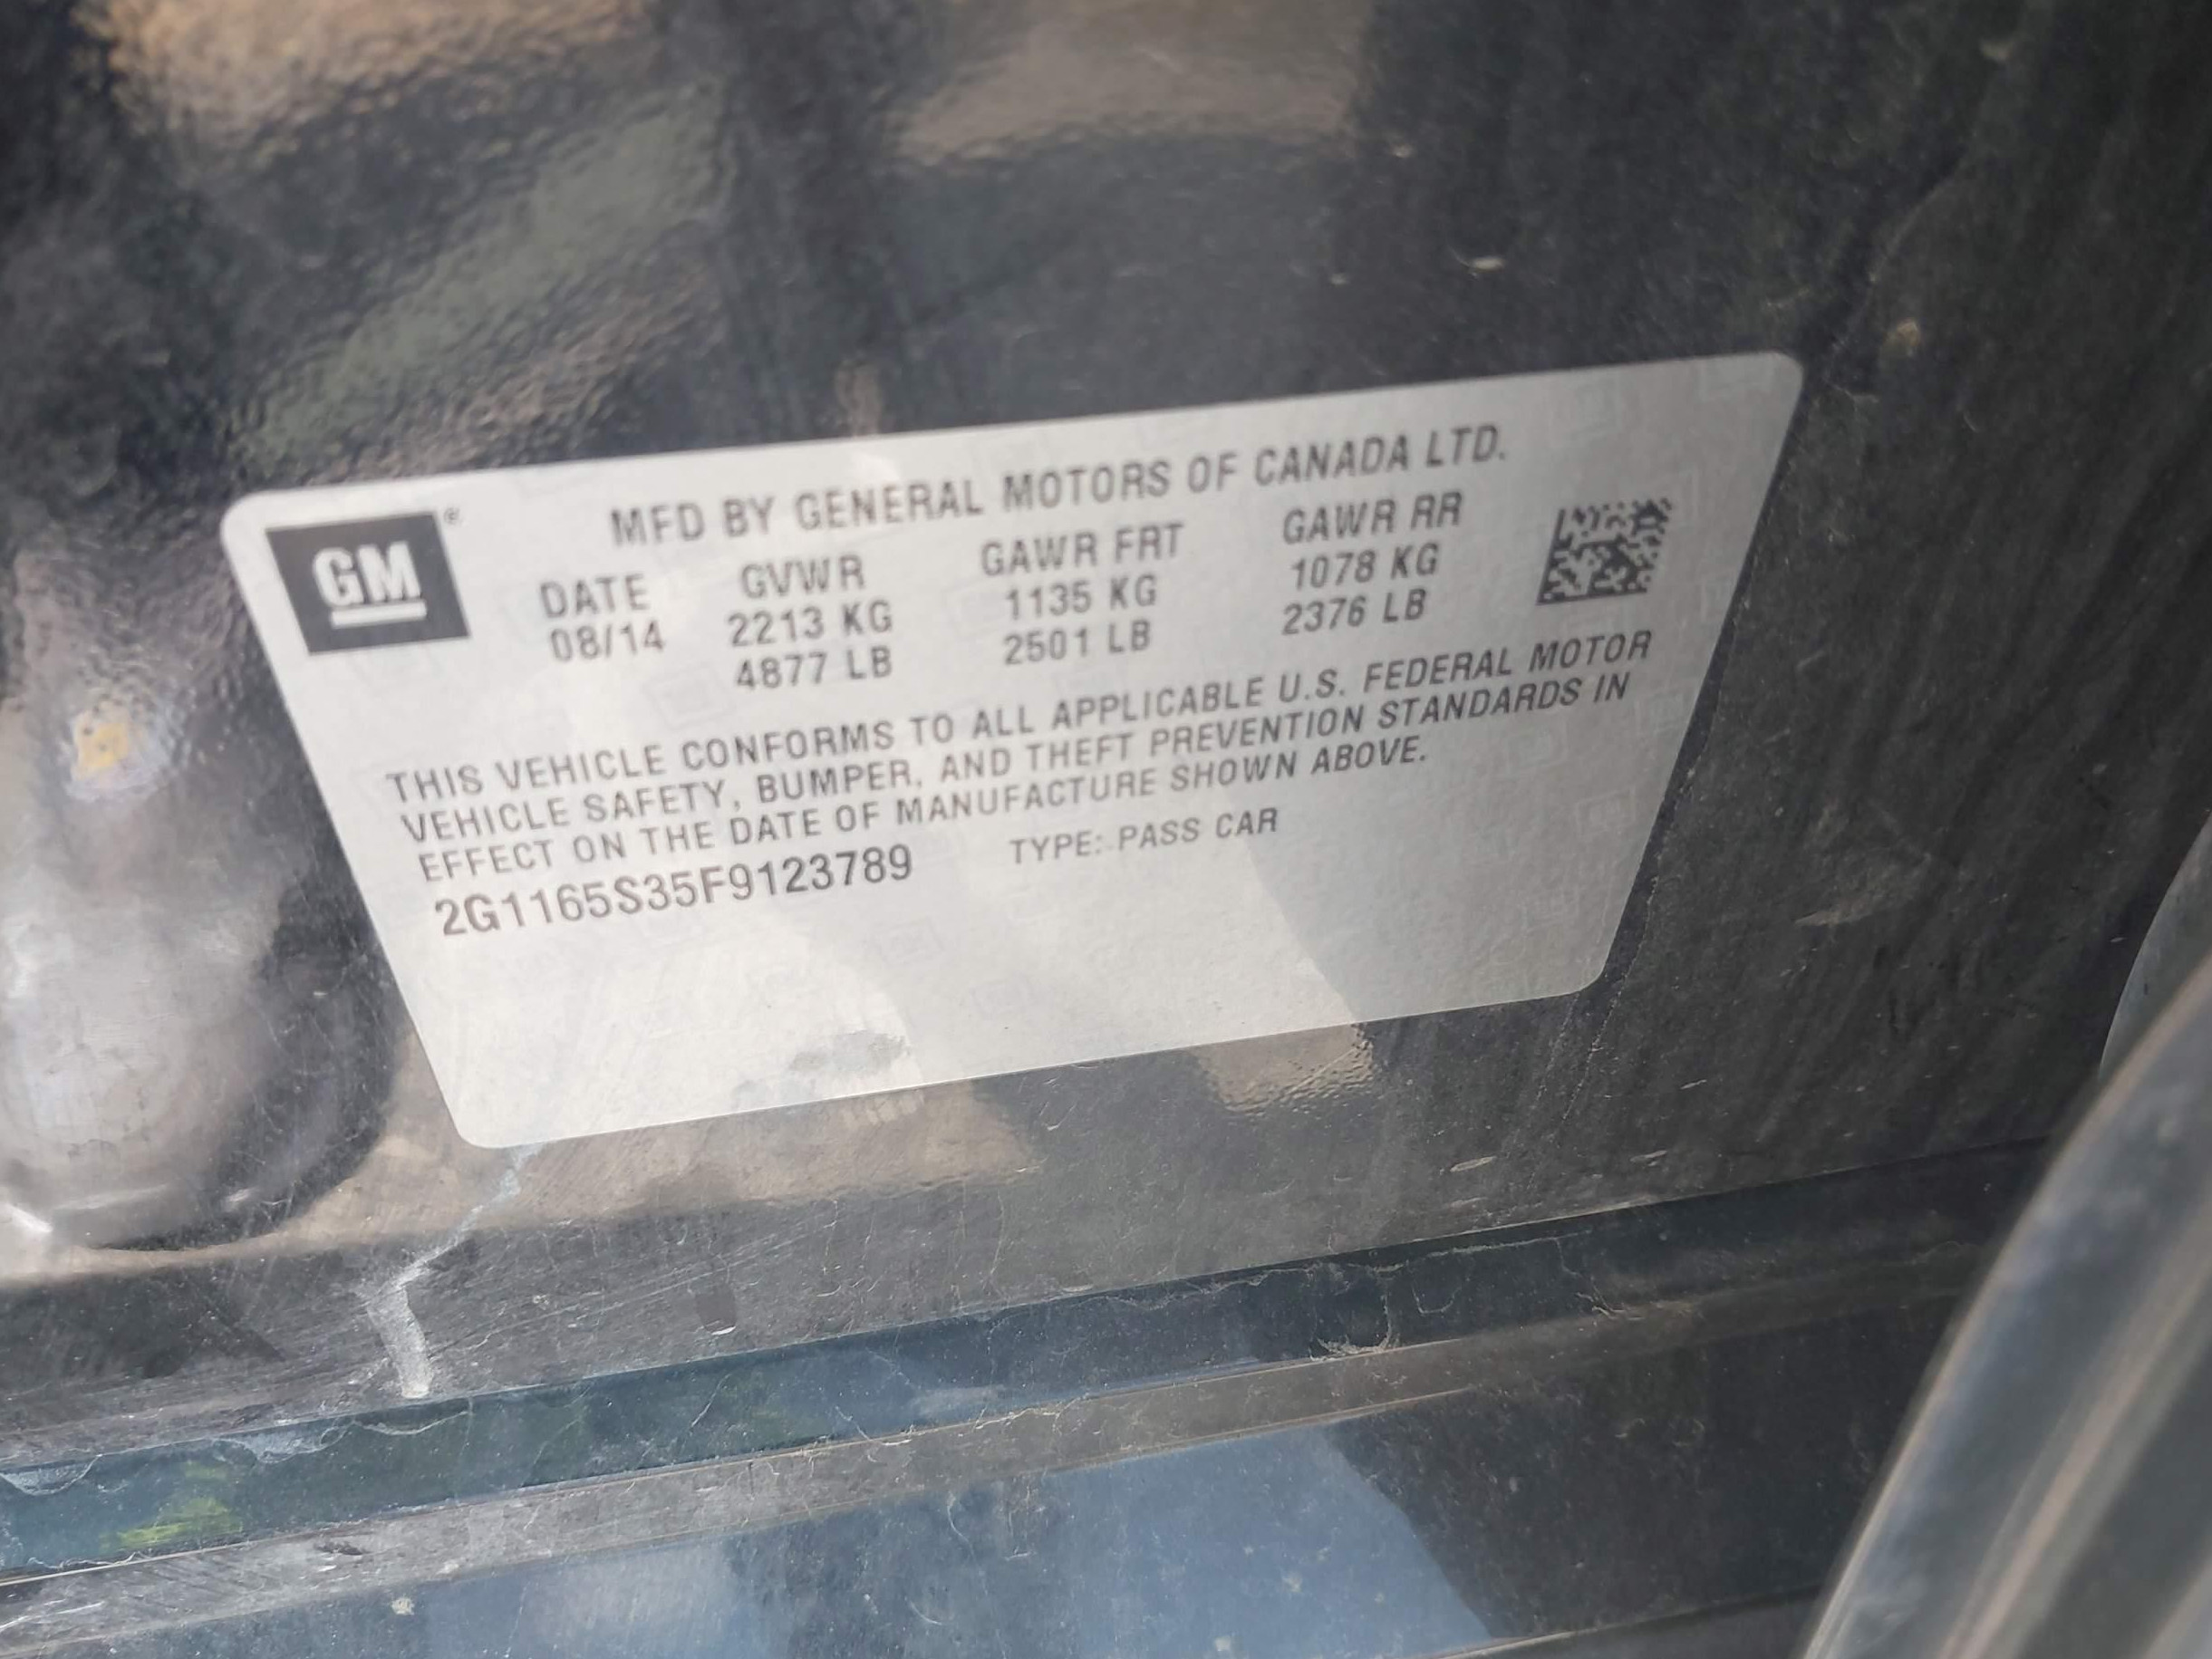 GM®
MFD BY GENERAL MOTORS OF CANADA LTD.
DATE GVWR GAWR FRT GAWR RR
08/14 2213 KG 1135 KG 1078 KG
4877 LB 2501 LB 2376 LB
THIS VEHICLE CONFORMS TO ALL APPLICABLE U.S. FEDERAL MOTOR
VEHICLE SAFETY, BUMPER, AND THEFT PREVENTION STANDARDS IN
EFFECT ON THE DATE OF MANUFACTURE SHOWN ABOVE.
2G1165S35F9123789 TYPE: PASS CAR